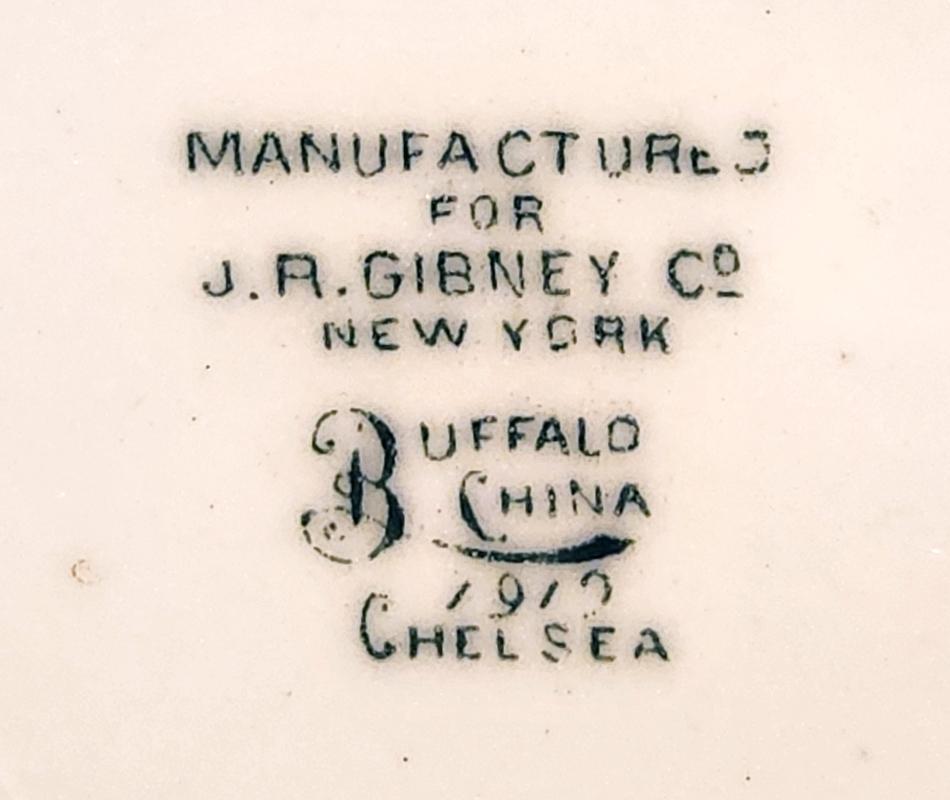 MANUFACTURED
FOR
J.R.GIBNEY Cº
NEW YORK
BUFFALO
CHINA
CHELSEA